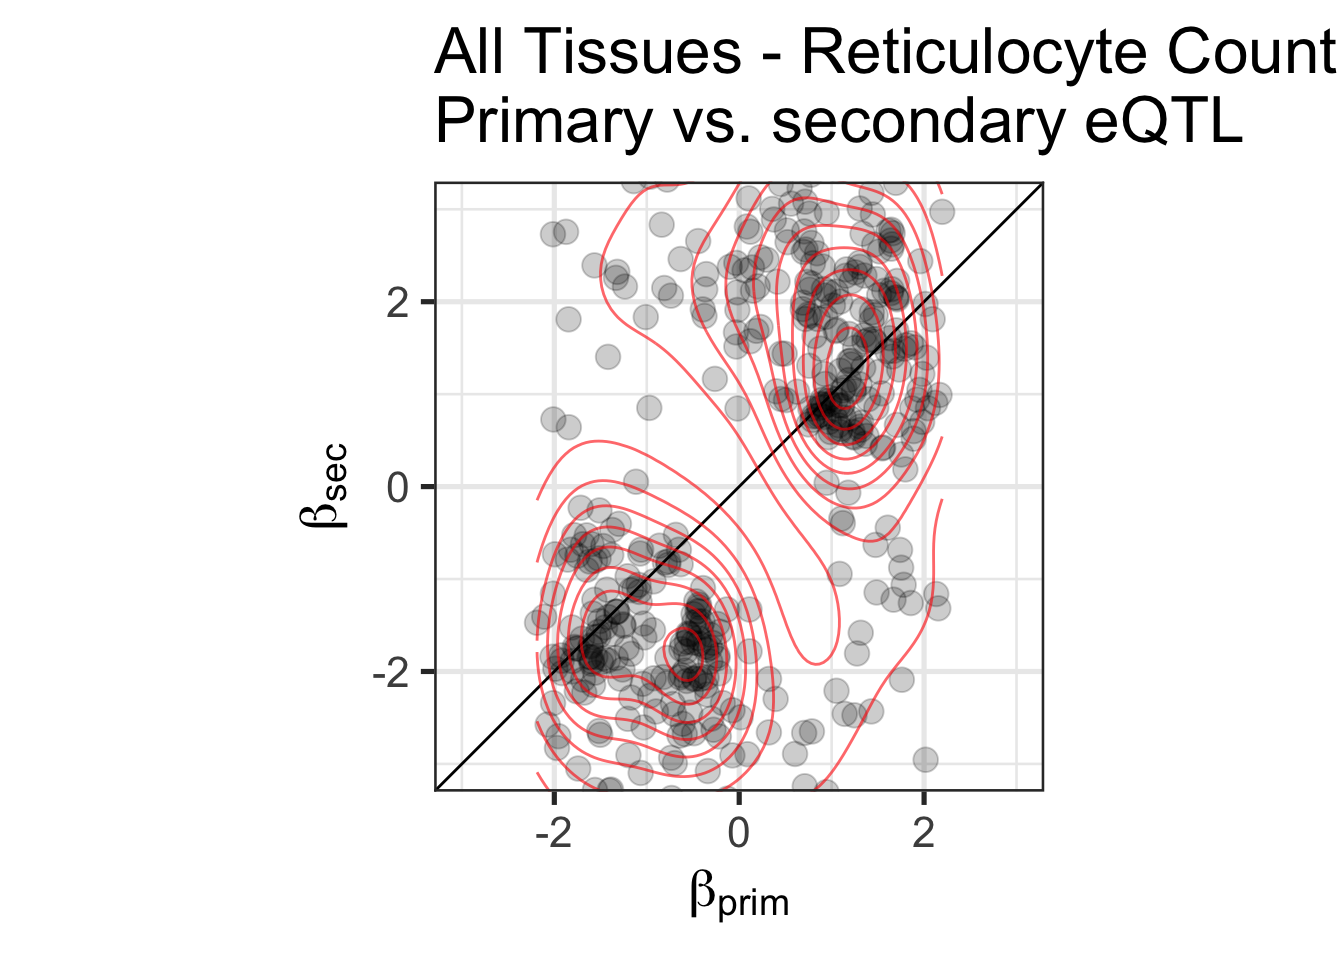 All Tissues - Reticulocyte Count
Primary vs. secondary eQTL
βsec
2
0
-2
-2 0 2
βprim